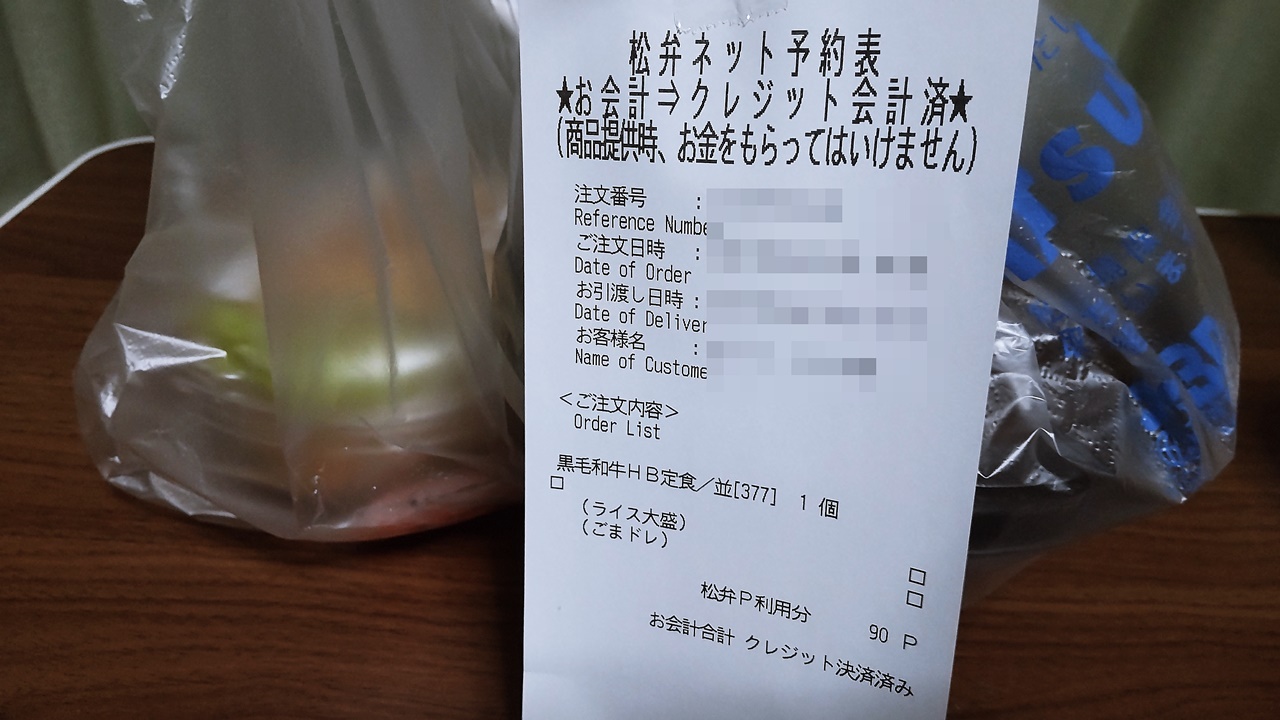 松弁ネット予約表
★お会計⇒クレジット会計済★
(商品提供時、お金をもらってはいけません)
注文番号 :
Reference Numbe
ご注文日時 :
Date of Order
お引渡し日時 :
Date of Deliver
お客様名 :
Name of Custome
<ご注文内容>
Order List
黒毛和牛HB定食/並[377] 1 個
□
(ライス大盛)
(ごまドレ)
□
□
松弁P利用分 90 P
お会計合計 クレジット決済済み